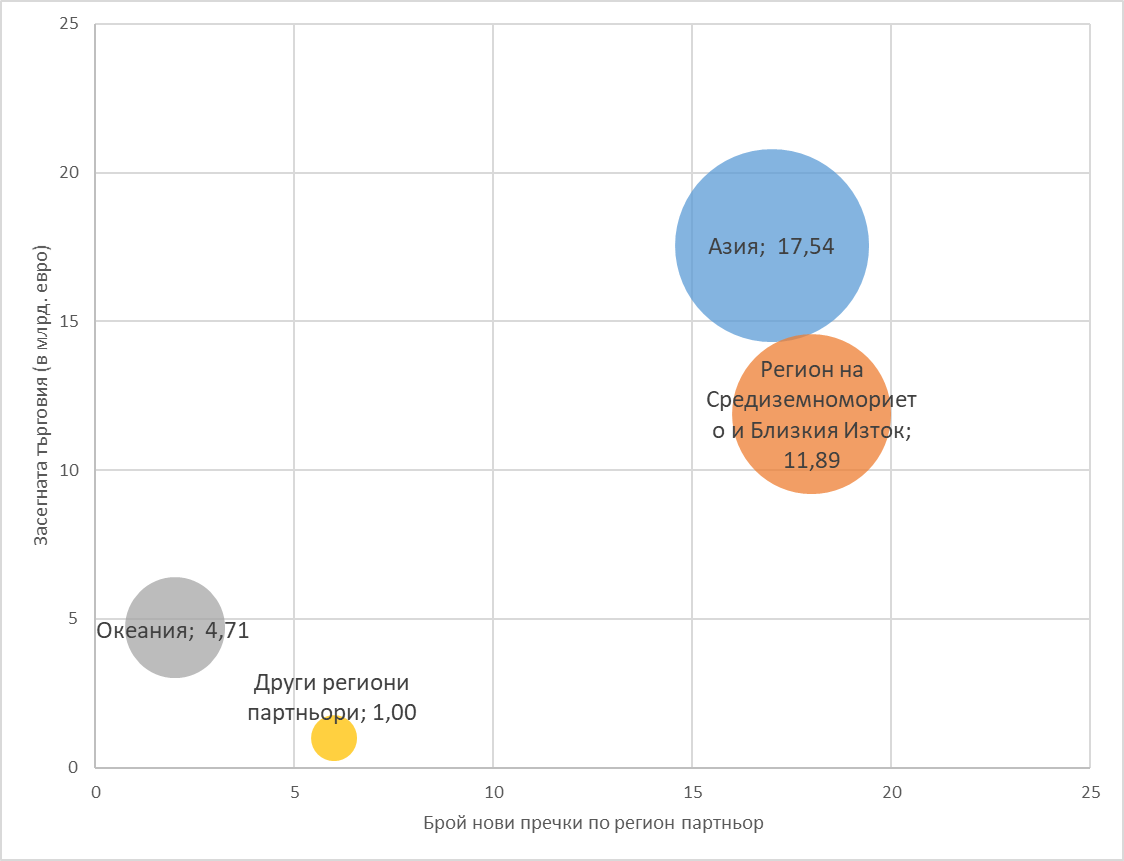 25
20
15
10
5
0
Засегната търговия (в млрд. евро)
Азия; 17,54
Регион на
Средиземномориет
о и Близкия Изток;
11,89
Океания; 4,71
Други региони
партньори; 1,00
0 5 10 15 20 25
Брой нови пречки по регион партньор